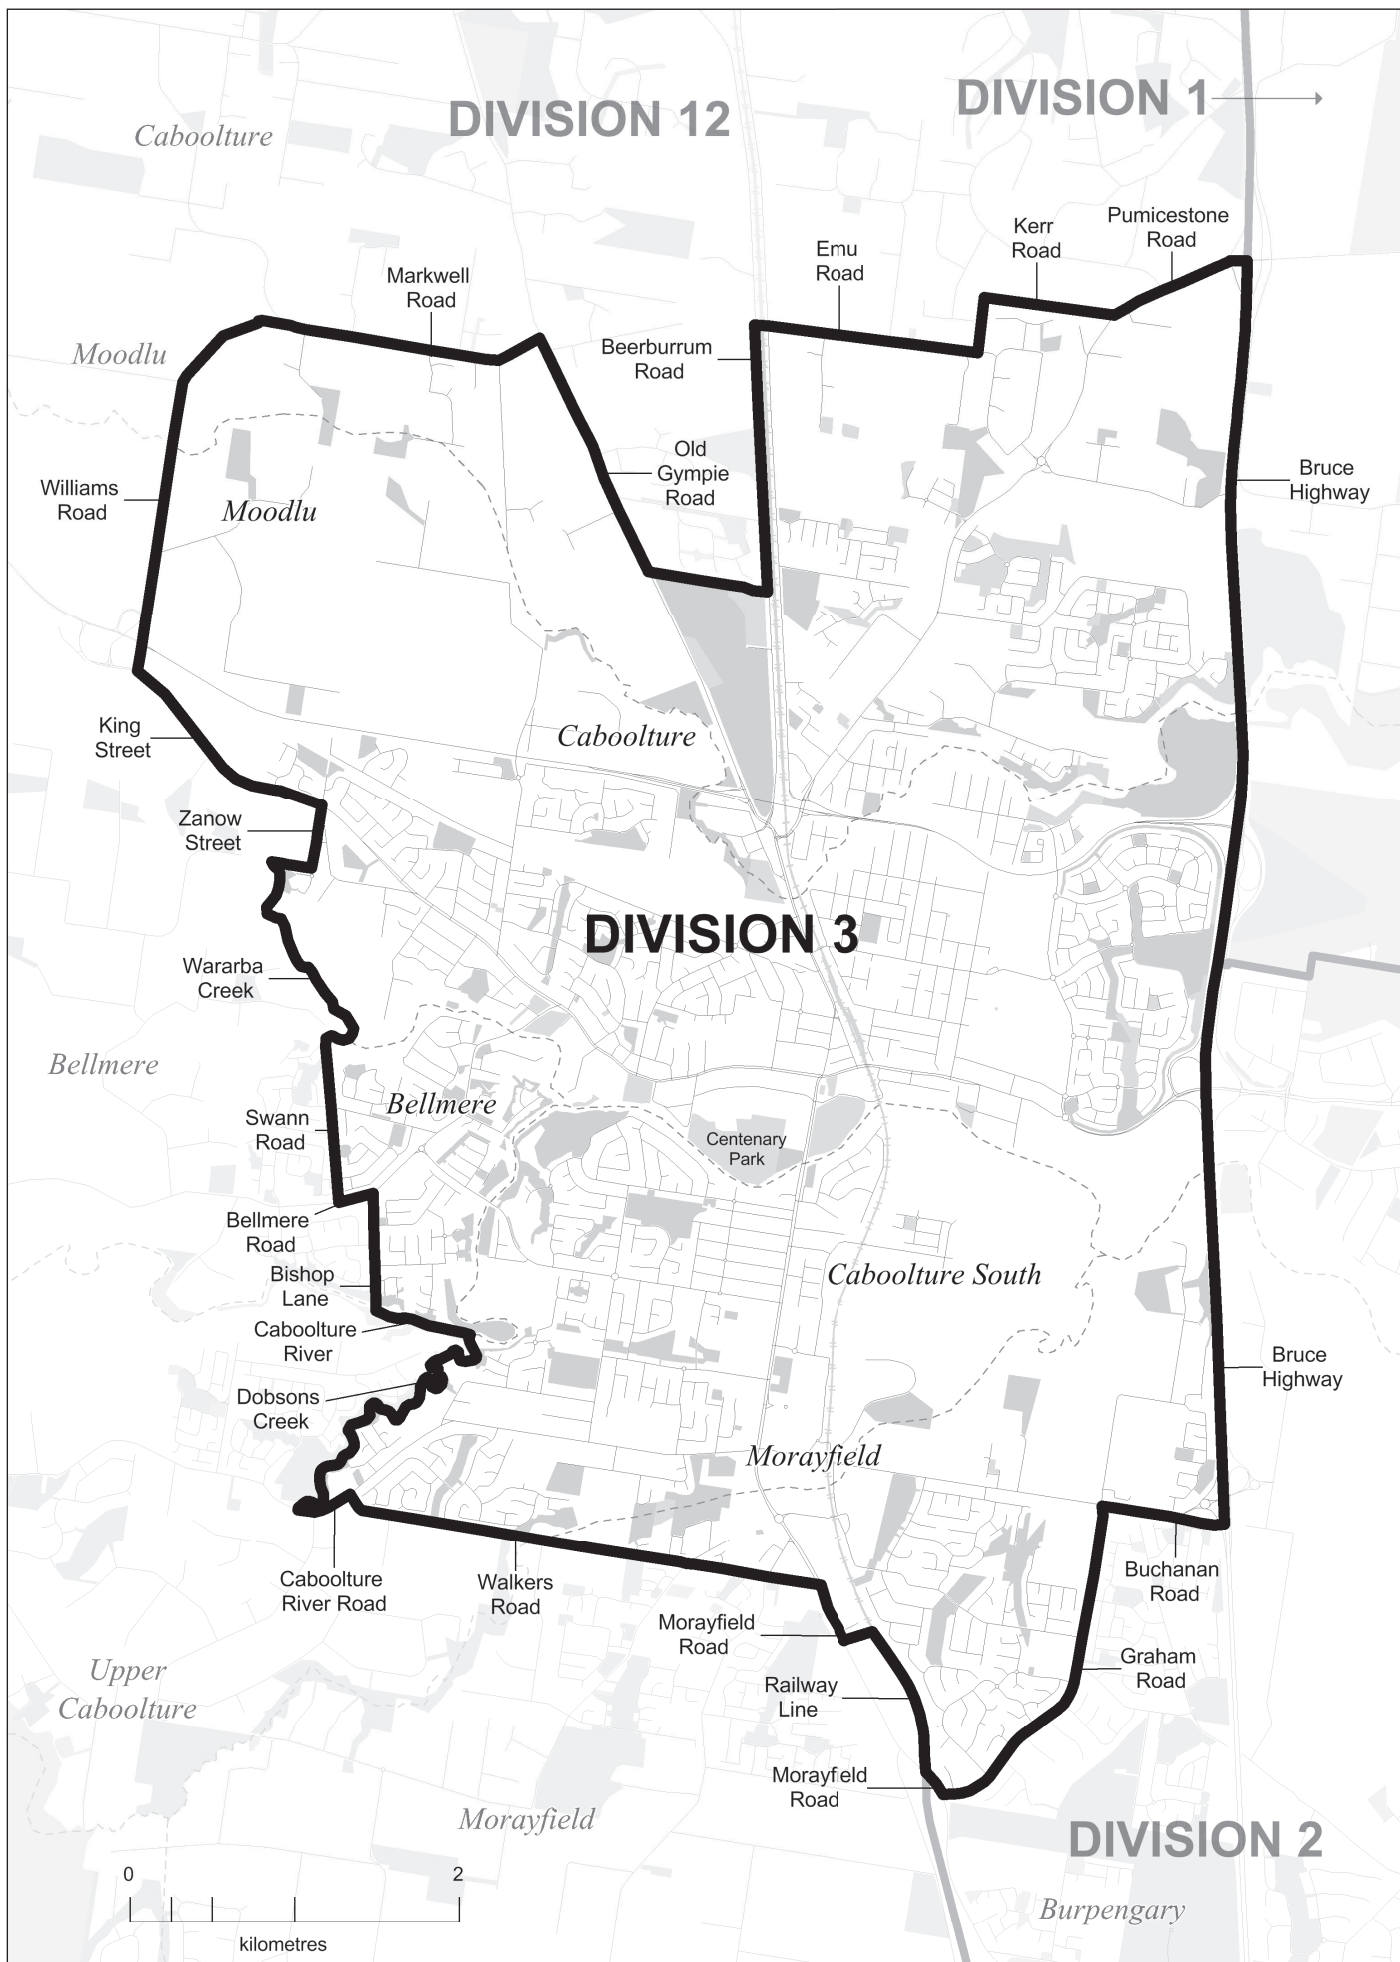 DIVISION 1
DIVISION 12
Caboolture
Pumicestone
Road
Kerr
Road
Emu
Road
Markwell
Road
Moodlu
Beerburrum
Road
Old
Gympie
Road
Bruce
Highway
Williams
Road
Moodlu
King
Street
Caboolture
Zanow
Street
DIVISION 3
Wararba
Creek
Bellmere
Bellmere
Swann
Road
Centenary
Park
Bellmere
Road
Bishop
Lane
Caboolture South
Caboolture
River
Bruce
Highway
Dobsons
Creek
Morayfield
Caboolture
River Road
Walkers
Road
Buchanan
Road
Morayfield
Road
Graham
Road
Upper
Caboolture
Railway
Line
Morayfield
Road
Morayfield
DIVISION 2
0 2
kilometres
Burpengary